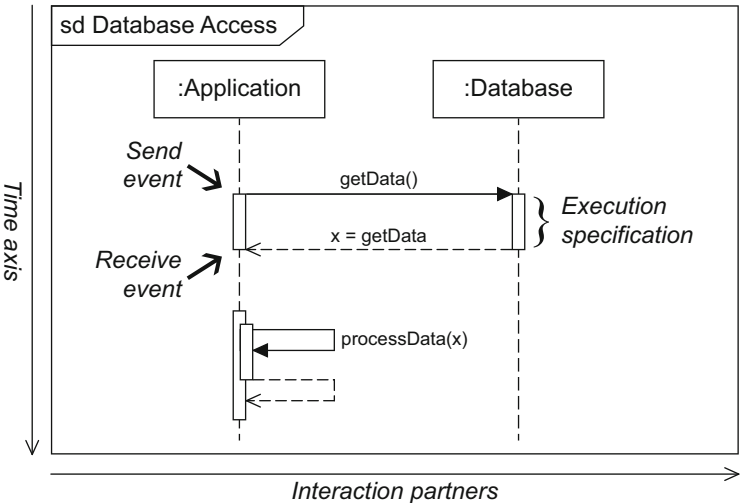 sd Database Access
:Application
:Database
Send
event
getData()
Execution
specification
x = getData
Receive
event
Time axis
processData(x)
Interaction partners